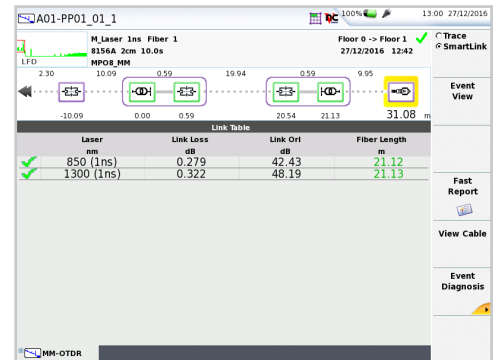 A01-PP01_01_1
100%
13:00 27/12/2016
M_Laser 1ns Fiber 1
8156A 2cm 10.0s
MPO8_MM
LFD
Floor 0 -> Floor 1
27/12/2016 12:42
Trace
SmartLink
2.30 10.09 0.59 19.94 0.59 9.95
-10.09 0.00 0.59 20.54 21.13 31.08 m
Event
View
Link Table
Laser Link Loss Link Orl Fiber Length
nm dB dB m
850 (1ns) 0.279 42.43 21.12
1300 (1ns) 0.322 48.19 21.13
Fast
Report
View Cable
Event
Diagnosis
MM-OTDR